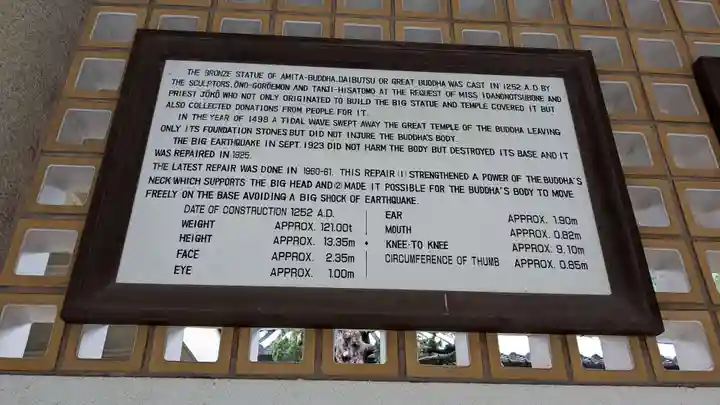 THE BRONZE STATUE OF AMITA-BUDDHA, DAIBUTSU OR GREAT BUDDHA WAS CAST IN 1252 A.D BY
THE SCULPTORS, ŌNO-GORŌEMON AND TANJI-HISATOMO AT THE REQUEST OF MISS IDANONOTSUBONE AND
PRIEST JŌKŌ WHO NOT ONLY ORIGINATED TO BUILD THE BIG STATUE AND TEMPLE COVERED IT BUT
ALSO COLLECTED DONATIONS FROM PEOPLE FOR IT.
IN THE YEAR OF 1498 A TIDAL WAVE SWEPT AWAY THE GREAT TEMPLE OF THE BUDDHA LEAVING
ONLY ITS FOUNDATION STONES BUT DID NOT INJURE THE BUDDHA'S BODY.
THE BIG EARTHQUAKE IN SEPT. 1923 DID NOT HARM THE BODY BUT DESTROYED ITS BASE AND IT
WAS REPAIRED IN 1925.
THE LATEST REPAIR WAS DONE IN 1960-61. THIS REPAIR (1) STRENGTHENED A POWER OF THE BUDDHA'S
NECK WHICH SUPPORTS THE BIG HEAD AND (2) MADE IT POSSIBLE FOR THE BUDDHA'S BODY TO MOVE
FREELY ON THE BASE AVOIDING A BIG SHOCK OF EARTHQUAKE.
DATE OF CONSTRUCTION 1252 A.D.
WEIGHT APPROX. 121.00t
HEIGHT APPROX. 13.35m
FACE APPROX. 2.35m
EYE APPROX. 1.00m
EAR APPROX. 1.90m
MOUTH APPROX. 0.82m
KNEE-TO KNEE APPROX. 9.10m
CIRCUMFERENCE OF THUMB APPROX. 0.85m